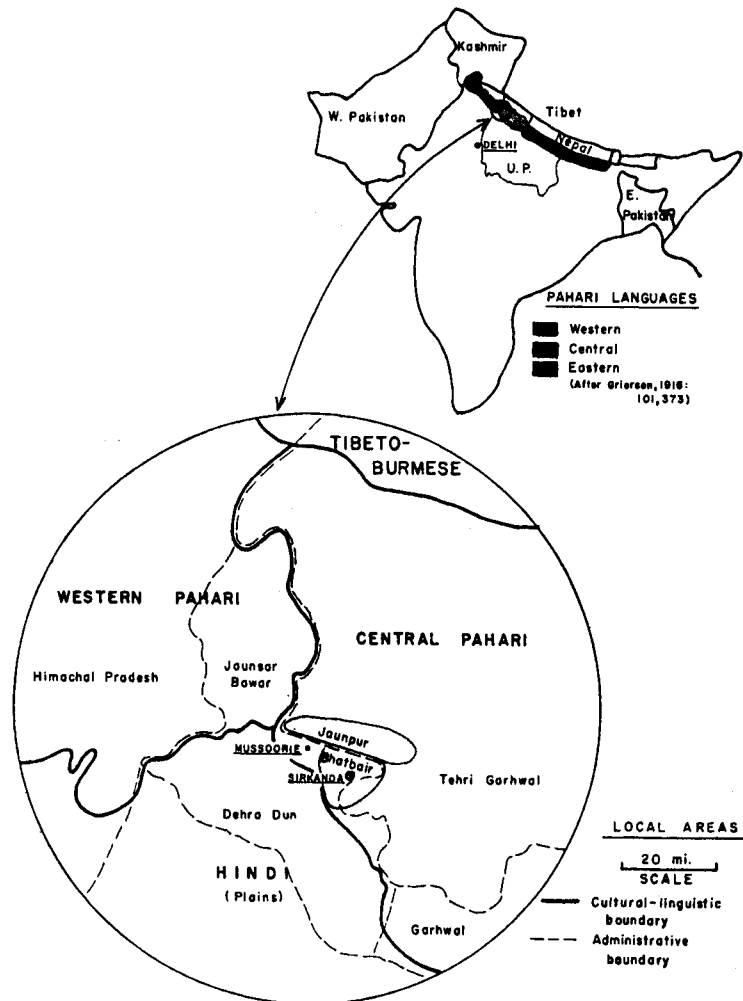 Kashmir
W. Pakistan
Tibet
Nepal
DELHI
U. P.
E.
Pakistan
PAHARI LANGUAGES
Western
Central
Eastern
(After Grierson, 1916:
101, 373)
TIBETO-
BURMESE
WESTERN PAHARI
CENTRAL PAHARI
Himachal Pradesh
Jaunsar
Bawar
Jaunpur
MUSSOORIE
Bhatbair
SIRKANDA
Tehri Garhwal
Dehra Dun
HINDI
(Plains)
Garhwal
LOCAL AREAS
20 mi.
SCALE
Cultural-linguistic
boundary
Administrative
boundary